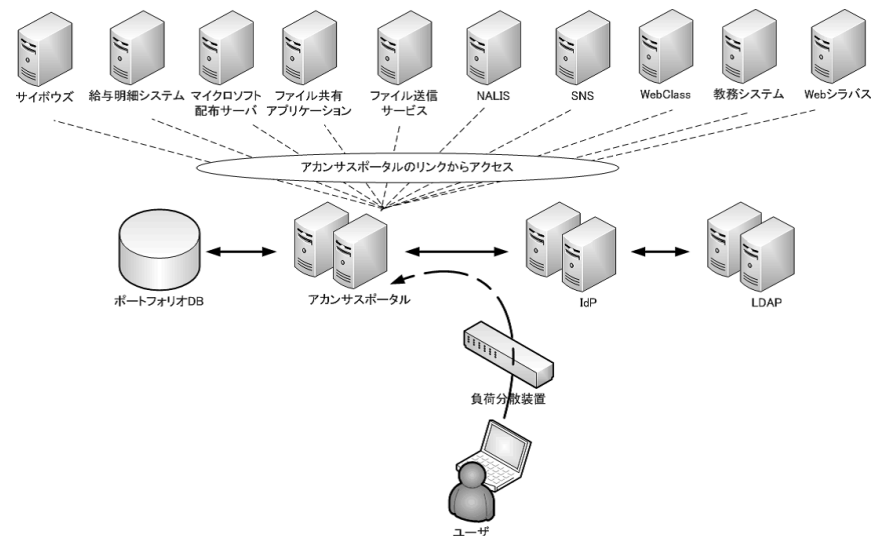 サイボウズ
給与明細システム
マイクロソフト
配布サーバ
ファイル共有
アプリケーション
ファイル送信
サービス
NALIS
SNS
WebClass
教務システム
Webシラバス
アカンサスポータルのリンクからアクセス
ポートフォリオDB
アカンサスポータル
IdP
LDAP
負荷分散装置
ユーザ